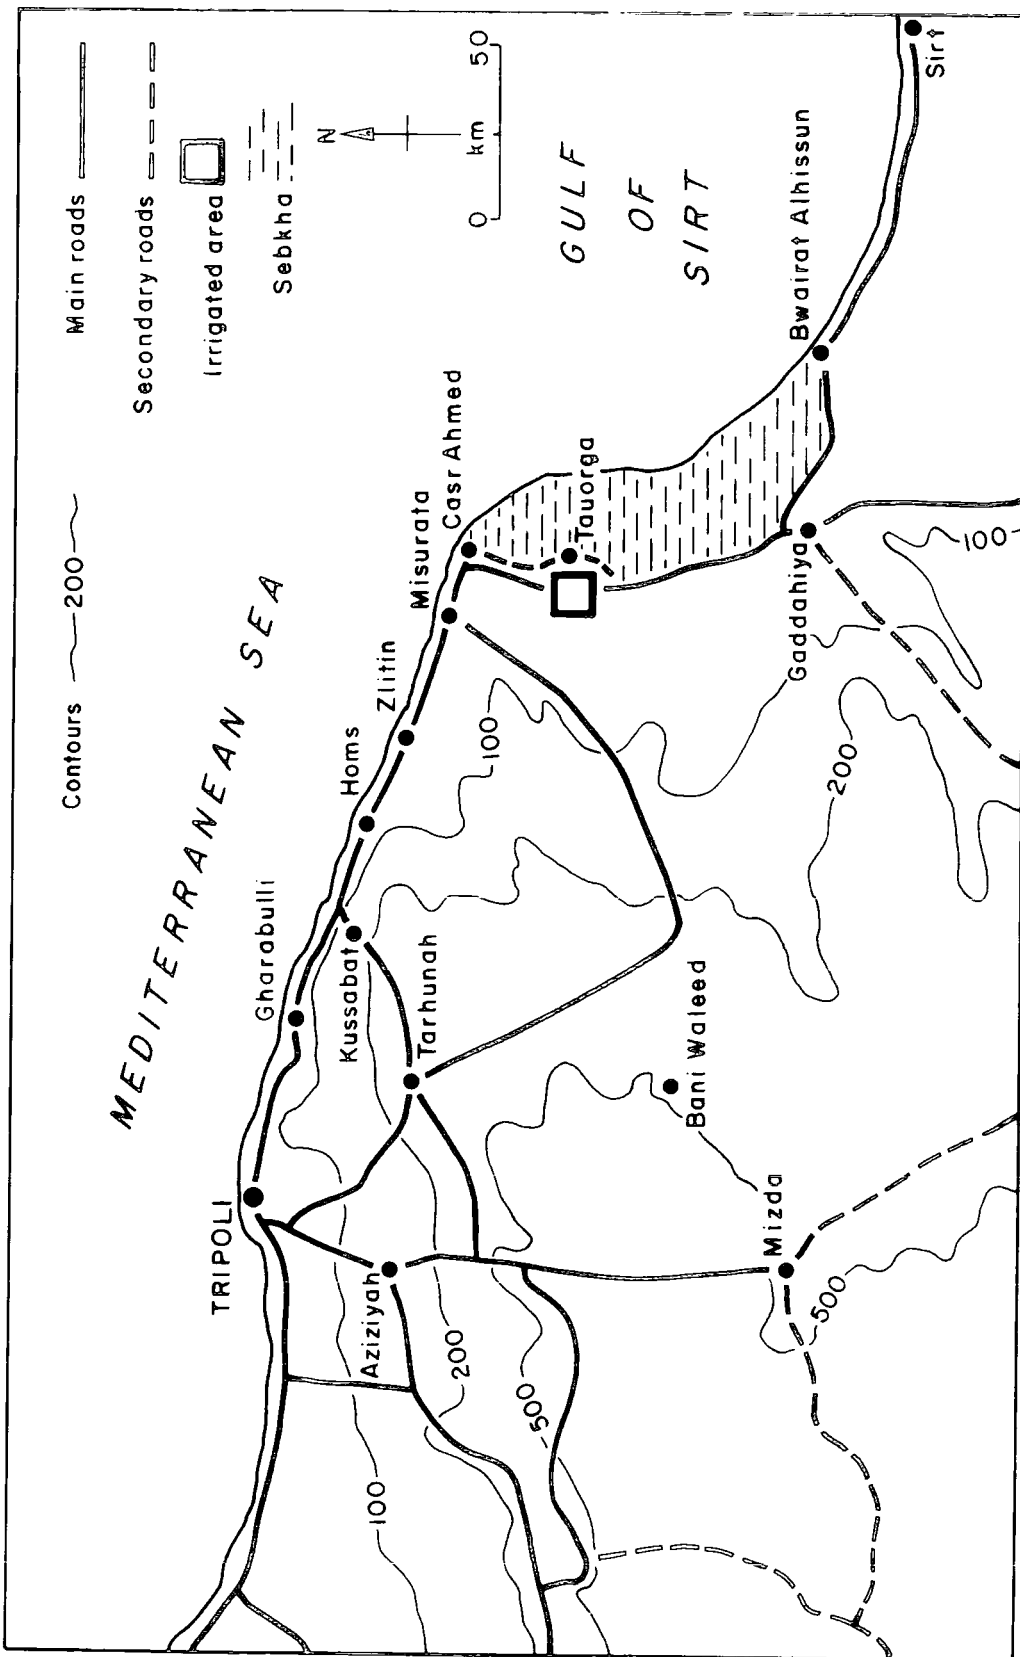 Contours 200
Main roads
Secondary roads
Irrigated area
Sebkha
N
0 km 50
MEDITERRANEAN SEA
GULF
OF
SIRT
TRIPOLI
Gharabulli
Homs
Zlitin
Misurata
Casr Ahmed
Kussabat
Tarhunah
Aziziyah
Tauorga
Bani Waleed
Mizda
Gaddahiya
Bwairat Alhissun
Sirt
100
200
500
100
200
500
100